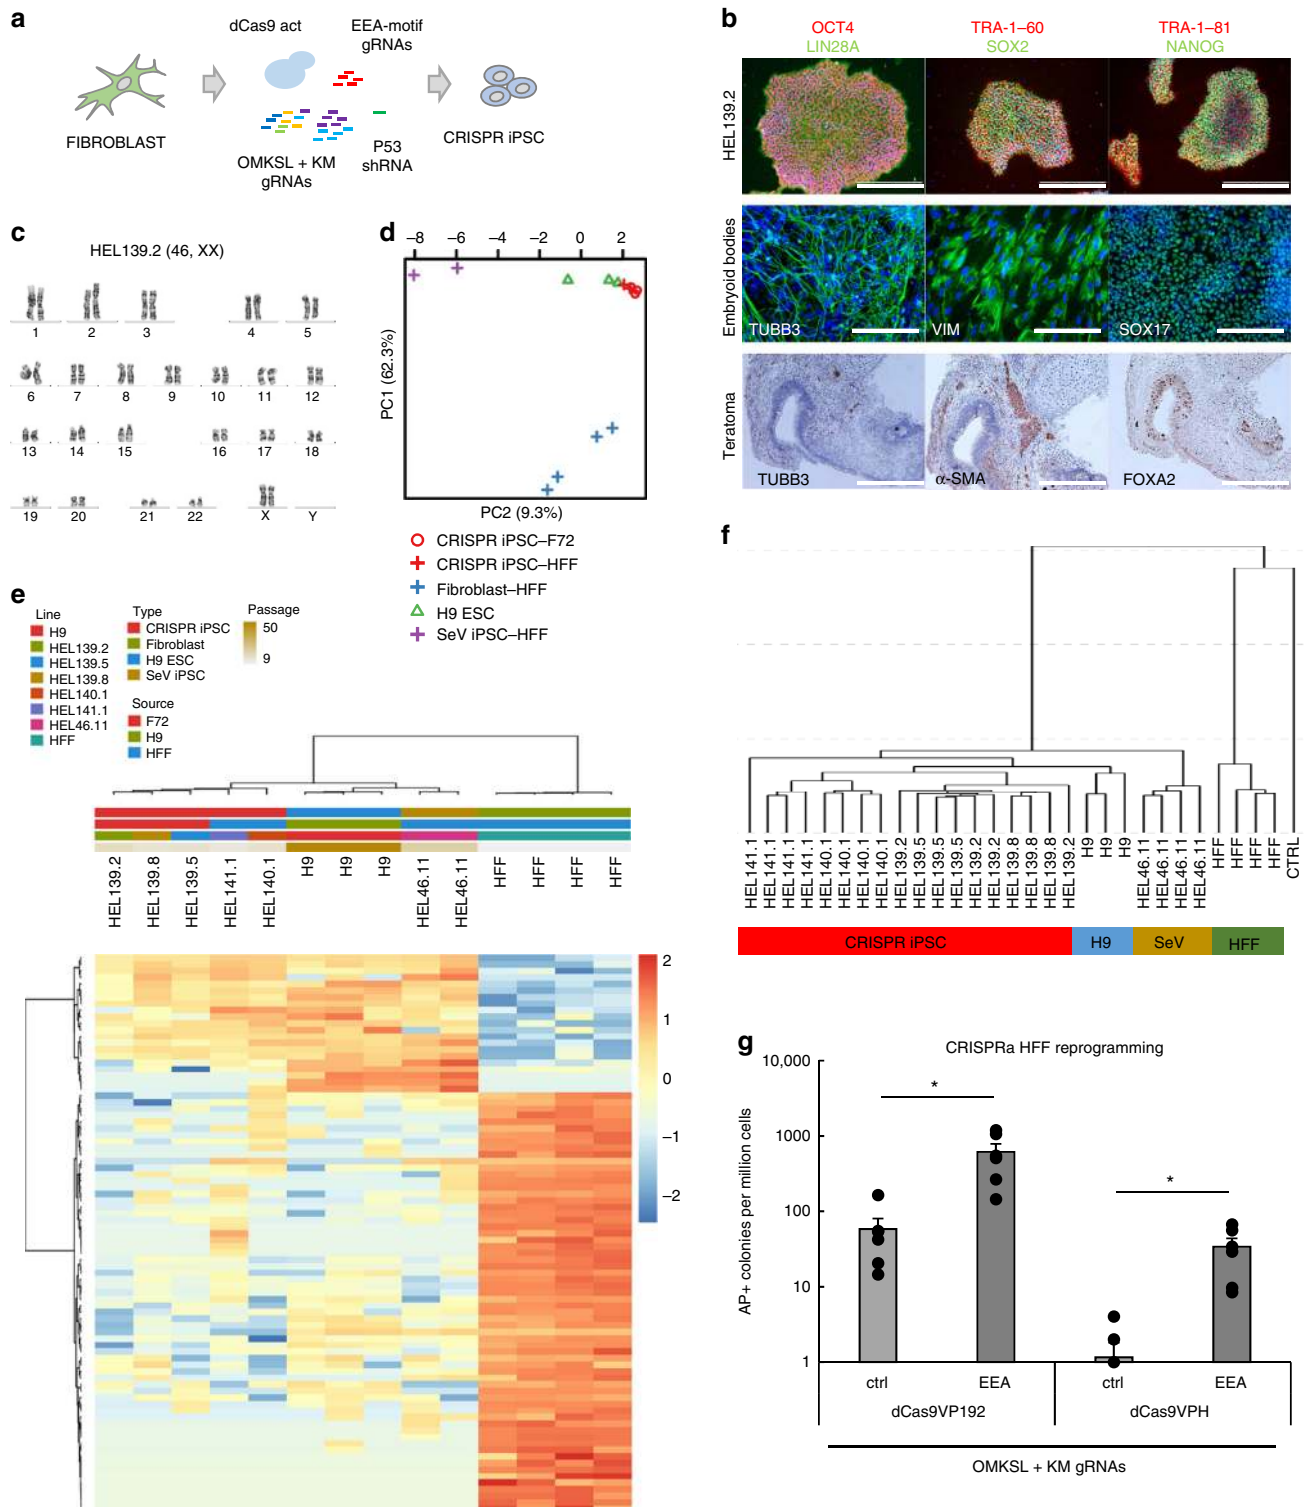 a
dCas9 act
EEA-motif
gRNAs
FIBROBLAST
OMKSL + KM
gRNAs
P53
shRNA
CRISPR iPSC
b
OCT4
LIN28A
TRA-1–60
SOX2
TRA-1–81
NANOG
HEL139.2
Embryoid bodies
TUBB3
VIM
SOX17
Teratoma
TUBB3
α-SMA
FOXA2
c
HEL139.2 (46, XX)
1 2 3 4 5
6 7 8 9 10 11 12
13 14 15 16 17 18
19 20 21 22 X Y
d
–8 –6 –4 –2 0 2
PC1 (62.3%)
PC2 (9.3%)
CRISPR iPSC–F72
CRISPR iPSC–HFF
Fibroblast–HFF
H9 ESC
SeV iPSC–HFF
e
Line
H9
HEL139.2
HEL139.5
HEL139.8
HEL140.1
HEL141.1
HEL46.11
HFF
Type
CRISPR iPSC
Fibroblast
H9 ESC
SeV iPSC
Source
F72
H9
HFF
Passage
50
9
HEL139.2
HEL139.8
HEL139.5
HEL141.1
HEL140.1
H9
H9
H9
HEL46.11
HEL46.11
HFF
HFF
HFF
HFF
2
1
0
–1
–2
f
HEL141.1
HEL141.1
HEL141.1
HEL141.1
HEL140.1
HEL140.1
HEL140.1
HEL140.1
HEL139.2
HEL139.5
HEL139.5
HEL139.5
HEL139.2
HEL139.2
HEL139.8
HEL139.8
HEL139.8
HEL139.2
H9
H9
H9
HEL46.11
HEL46.11
HEL46.11
HEL46.11
HFF
HFF
HFF
HFF
CTRL
CRISPR iPSC
H9
SeV
HFF
g
CRISPRa HFF reprogramming
AP+ colonies per million cells
10,000
1000
100
10
1
*
*
ctrl EEA ctrl EEA
dCas9VP192 dCas9VPH
OMKSL + KM gRNAs